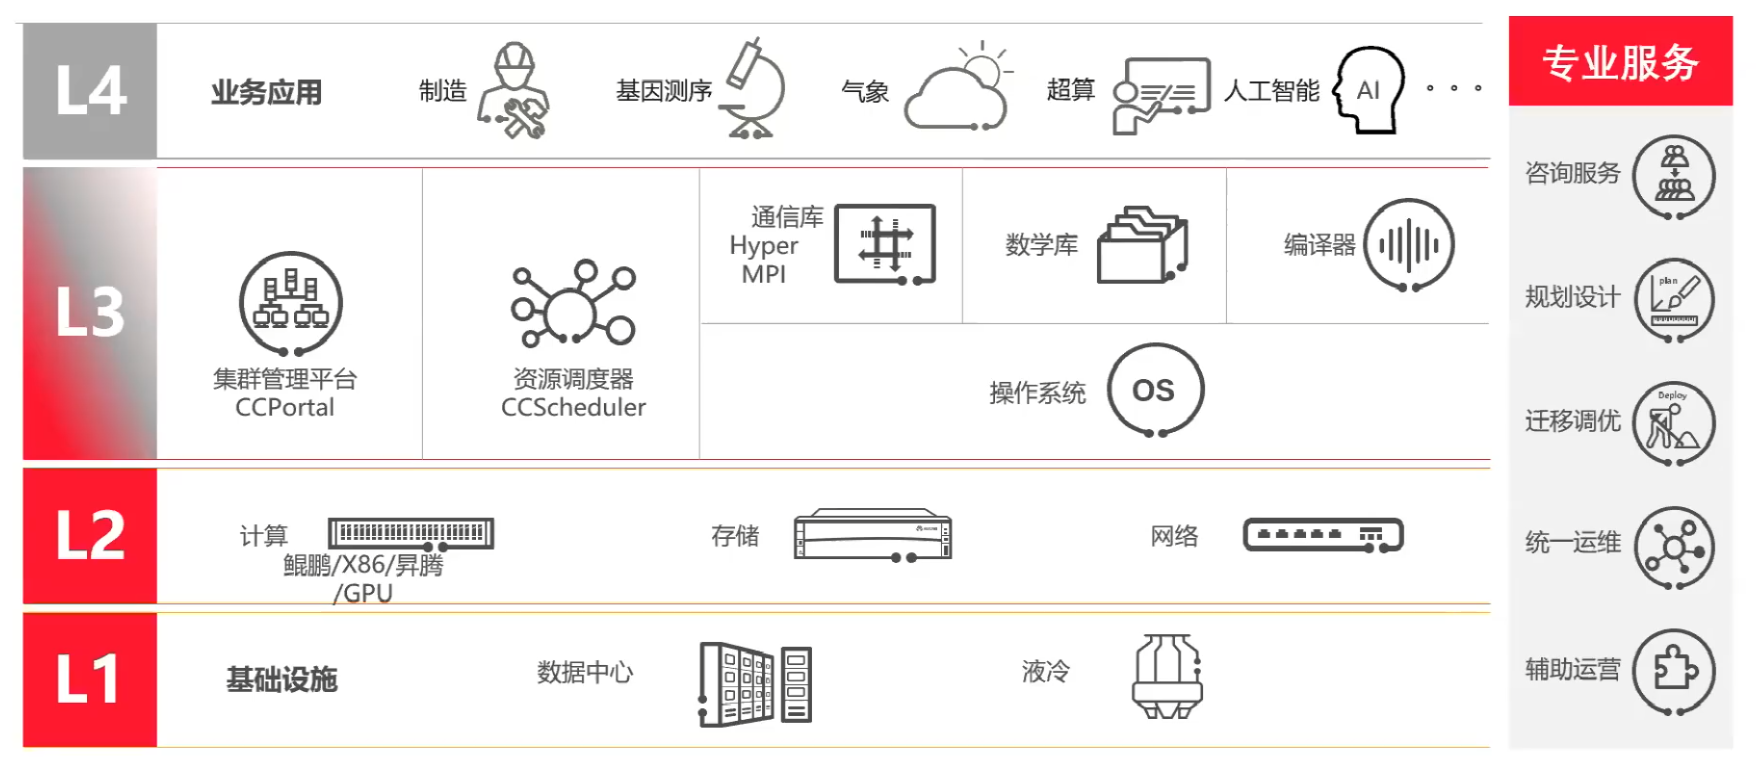 L4
业务应用
制造
基因测序
气象
超算
人工智能
AI
· · ·
L3
集群管理平台
CCPortal
资源调度器
CCScheduler
通信库
Hyper
MPI
数学库
编译器
操作系统
OS
L2
计算
鲲鹏/X86/昇腾
/GPU
存储
网络
L1
基础设施
数据中心
液冷
专业服务
咨询服务
规划设计
plan
迁移调优
Deploy
统一运维
辅助运营